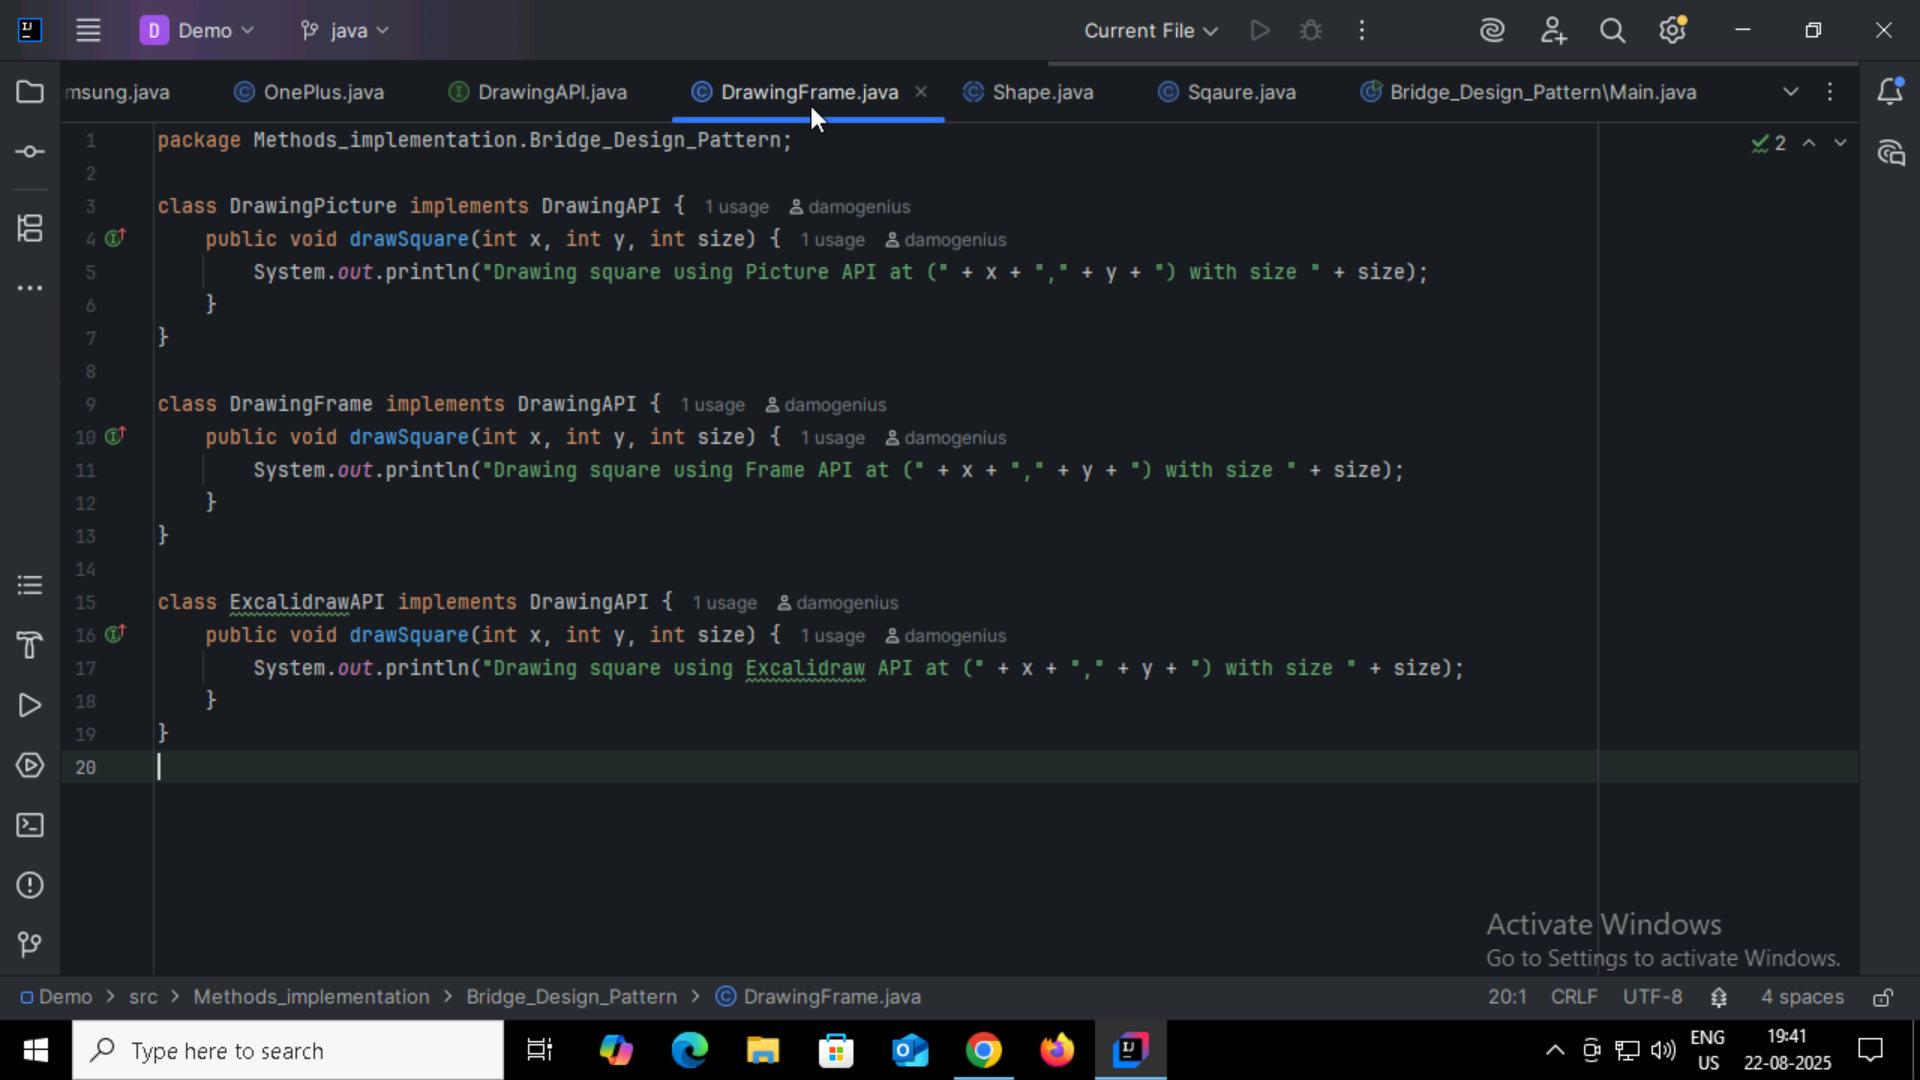 D Demo java Current File
msung.java OnePlus.java DrawingAPI.java DrawingFrame.java Shape.java Sqaure.java Bridge_Design_Pattern\Main.java
1 package Methods_implementation.Bridge_Design_Pattern; 2
2
3 class DrawingPicture implements DrawingAPI { 1 usage damogenius
4 public void drawSquare(int x, int y, int size) { 1 usage damogenius
5 System.out.println("Drawing square using Picture API at (" + x + "," + y + ") with size " + size);
6 }
7 }
8
9 class DrawingFrame implements DrawingAPI { 1 usage damogenius
10 public void drawSquare(int x, int y, int size) { 1 usage damogenius
11 System.out.println("Drawing square using Frame API at (" + x + "," + y + ") with size " + size);
12 }
13 }
14
15 class ExcalidrawAPI implements DrawingAPI { 1 usage damogenius
16 public void drawSquare(int x, int y, int size) { 1 usage damogenius
17 System.out.println("Drawing square using Excalidraw API at (" + x + "," + y + ") with size " + size);
18 }
19 }
20
Activate Windows
Go to Settings to activate Windows.
Demo > src > Methods_implementation > Bridge_Design_Pattern > DrawingFrame.java 20:1 CRLF UTF-8 4 spaces
Type here to search
ENG
US
19:41
22-08-2025